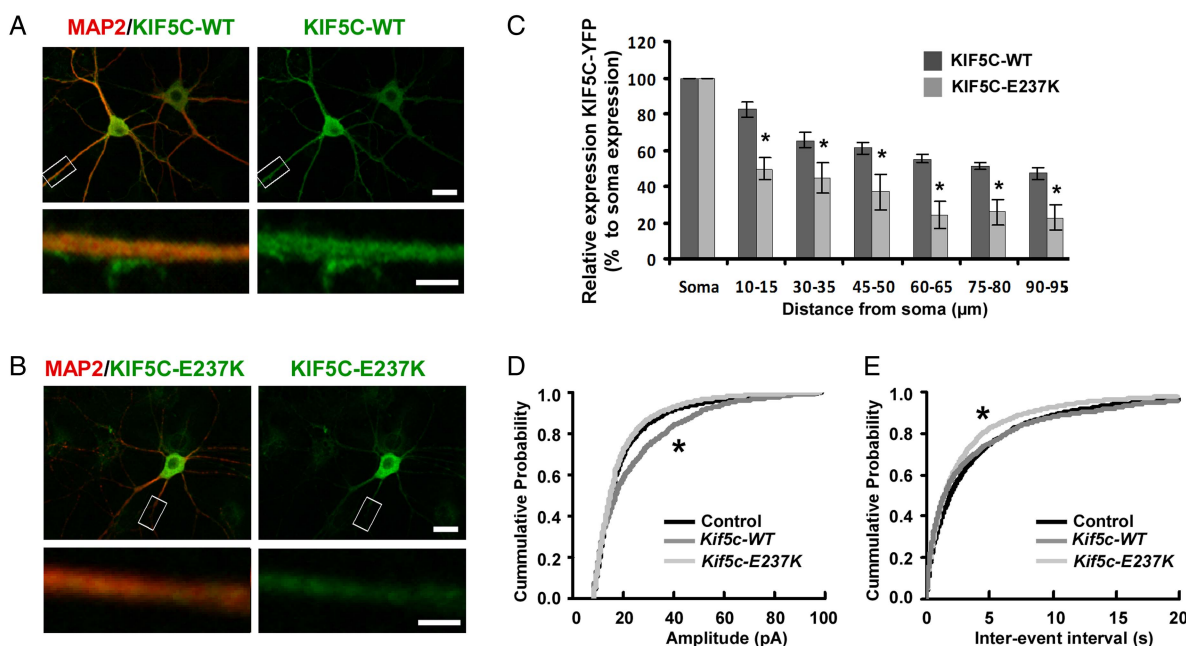 A
MAP2/KIF5C-WT
KIF5C-WT
B
MAP2/KIF5C-E237K
KIF5C-E237K
C
Relative expression KIF5C-YFP
(% to soma expression)
120
100
80
60
40
20
0
KIF5C-WT
KIF5C-E237K
*
*
*
*
*
*
Soma
10-15
30-35
45-50
60-65
75-80
90-95
Distance from soma (µm)
D
Cummulative Probability
1.0
0.8
0.6
0.4
0.2
0.0
*
Control
Kif5c-WT
Kif5c-E237K
20
40
60
80
100
Amplitude (pA)
E
Cummulative Probability
1.0
0.8
0.6
0.4
0.2
0.0
*
Control
Kif5c-WT
Kif5c-E237K
0
5
10
15
20
Inter-event interval (s)